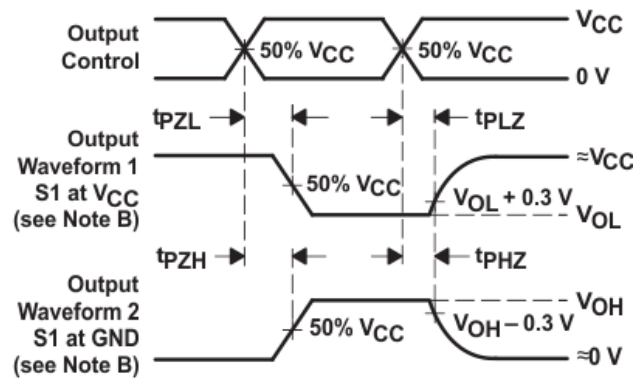 Output
Control
50% VCC
50% VCC
VCC
0 V
tPZL
tPLZ
Output
Waveform 1
S1 at VCC
(see Note B)
50% VCC
≈VCC
VOL + 0.3 V
VOL
tPZH
tPHZ
Output
Waveform 2
S1 at GND
(see Note B)
50% VCC
VOH
VOH – 0.3 V
≈0 V